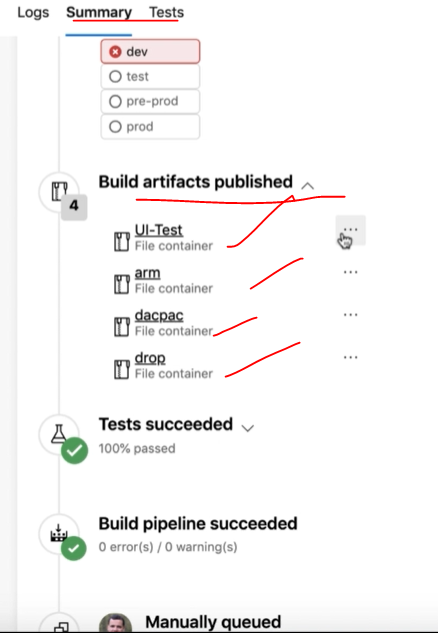 Logs Summary Tests
dev
test
pre-prod
prod
Build artifacts published
4
UI-Test
File container
arm
File container
dacpac
File container
drop
File container
Tests succeeded
100% passed
Build pipeline succeeded
0 error(s) / 0 warning(s)
Manually queued